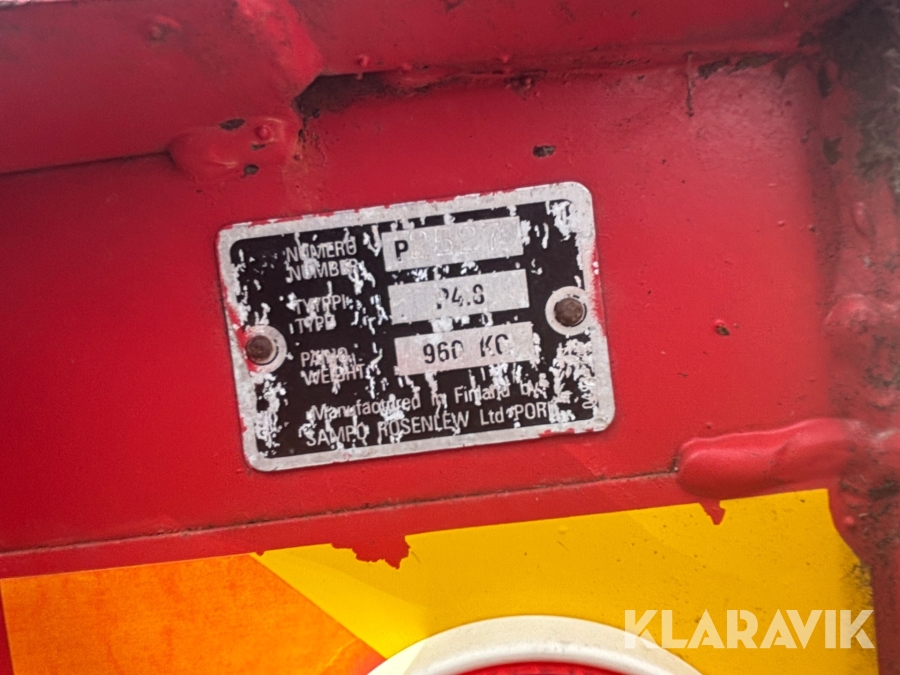 NUMERO
NUMBER P
TYYPPI
TYPE P4.8
PAINO
WEIGHT 960 KG
Manufactured in Finland by
SAMPO ROSENLEW Ltd PORI
KLARAVIK